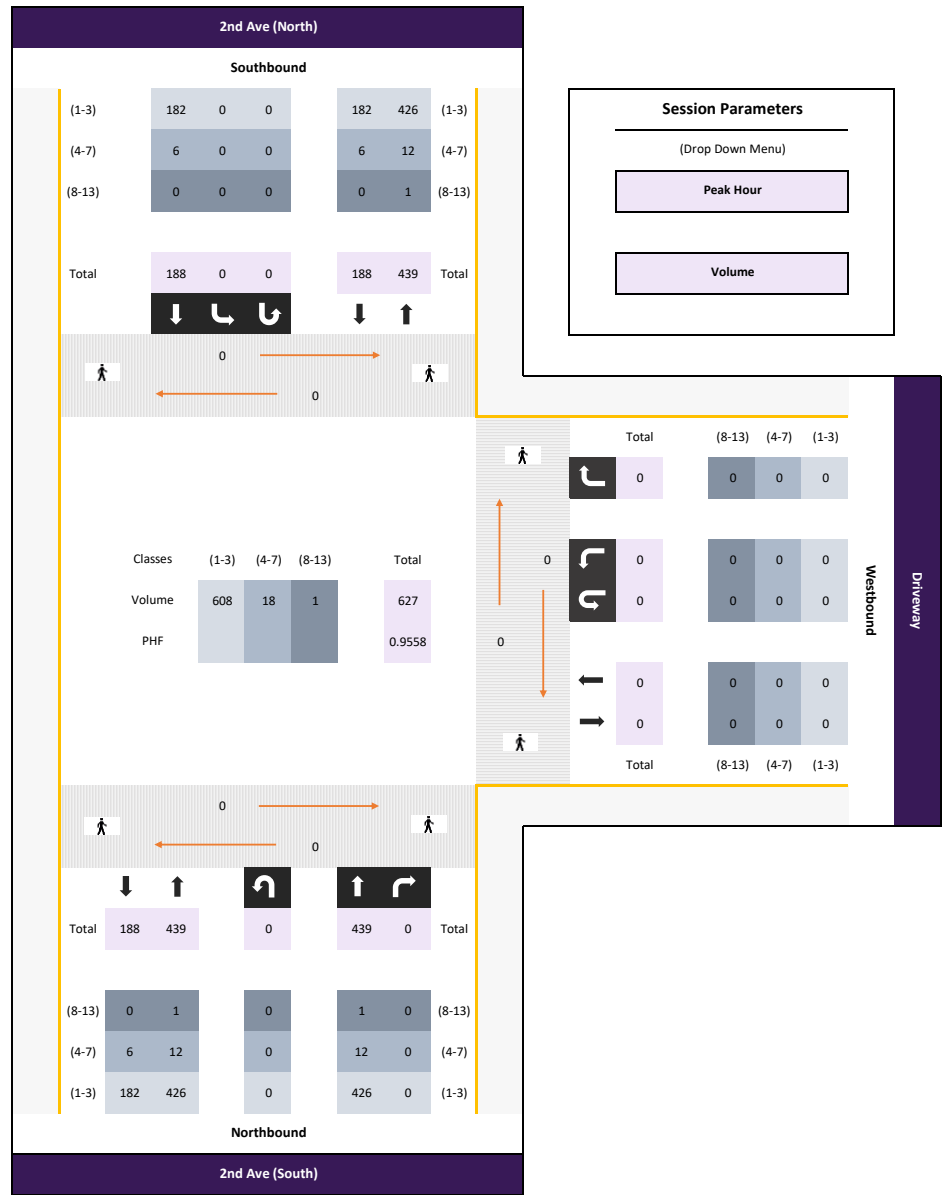 2nd Ave (North)
Southbound
(1-3) 182 0 0 182 426 (1-3)
(4-7) 6 0 0 6 12 (4-7)
(8-13) 0 0 0 0 1 (8-13)
Total 188 0 0 188 439 Total
Session Parameters
(Drop Down Menu)
Peak Hour
Volume
0
0
Total (8-13) (4-7) (1-3)
0 0 0 0
0 0 0 0 0
0 0 0 0
0
0 0 0 0
0 0 0 0
Total (8-13) (4-7) (1-3)
Westbound
Driveway
Classes (1-3) (4-7) (8-13) Total
Volume 608 18 1 627
PHF 0.9558
0
0
Total 188 439 0 439 0 Total
(8-13) 0 1 0 1 0 (8-13)
(4-7) 6 12 0 12 0 (4-7)
(1-3) 182 426 0 426 0 (1-3)
Northbound
2nd Ave (South)